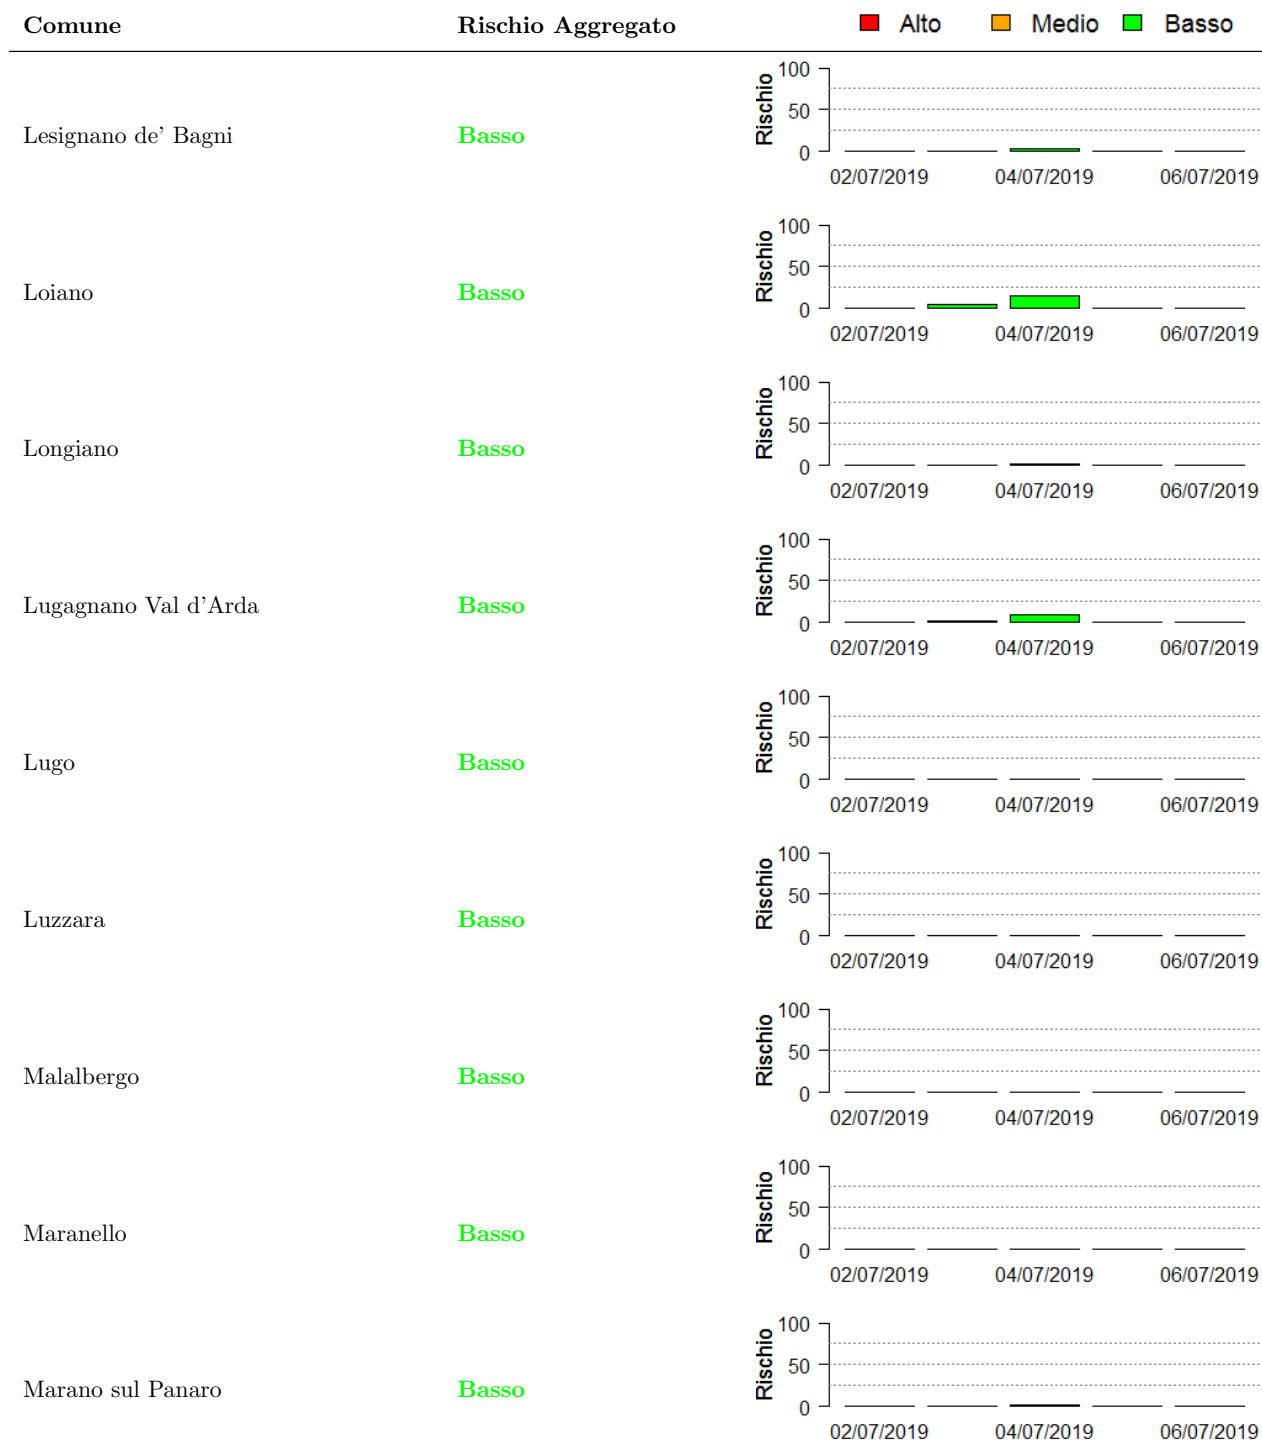 Comune Rischio Aggregato Alto Medio Basso
Lesignano de' Bagni Basso Rischio 100 50 0
02/07/2019 04/07/2019 06/07/2019
Loiano Basso Rischio 100 50 0
02/07/2019 04/07/2019 06/07/2019
Longiano Basso Rischio 100 50 0
02/07/2019 04/07/2019 06/07/2019
Lugagnano Val d'Arda Basso Rischio 100 50 0
02/07/2019 04/07/2019 06/07/2019
Lugo Basso Rischio 100 50 0
02/07/2019 04/07/2019 06/07/2019
Luzzara Basso Rischio 100 50 0
02/07/2019 04/07/2019 06/07/2019
Malalbergo Basso Rischio 100 50 0
02/07/2019 04/07/2019 06/07/2019
Maranello Basso Rischio 100 50 0
02/07/2019 04/07/2019 06/07/2019
Marano sul Panaro Basso Rischio 100 50 0
02/07/2019 04/07/2019 06/07/2019